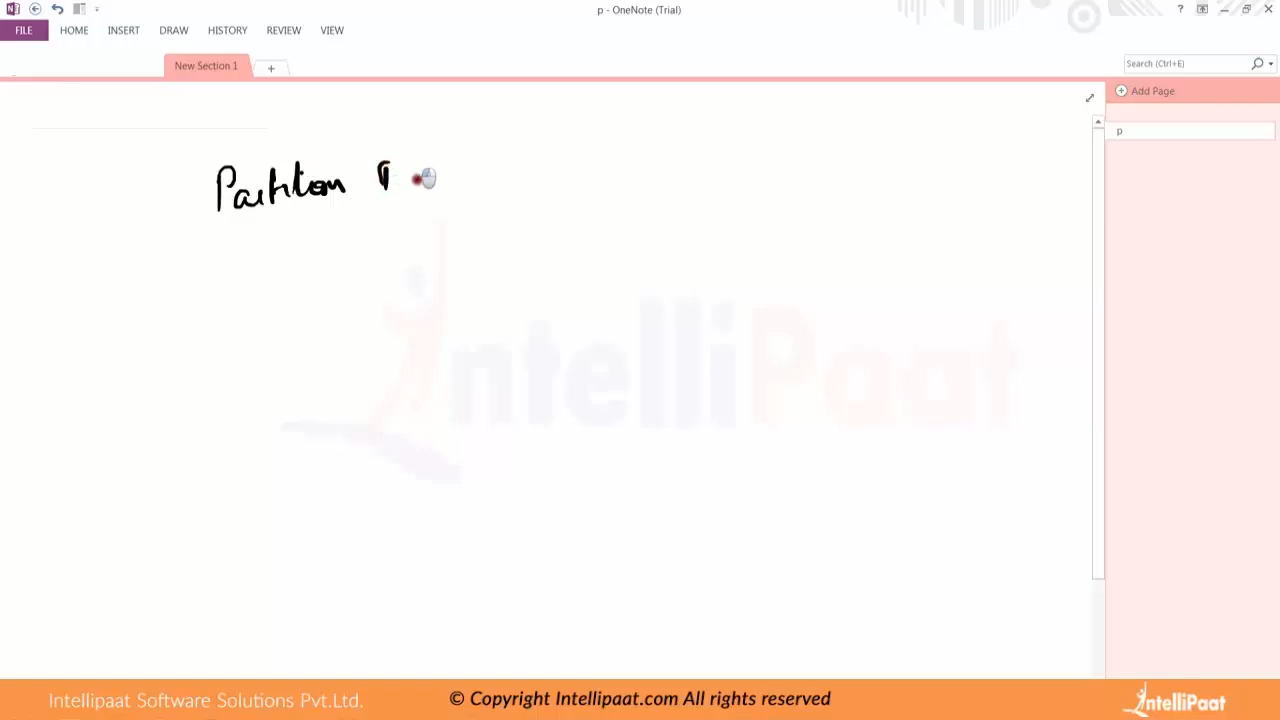 p - OneNote (Trial)
?
FILE HOME INSERT DRAW HISTORY REVIEW VIEW
New Section 1 +
Search (Ctrl+E)
Add Page
p
Partition
IntelliPaat
Intellipaat Software Solutions Pvt.Ltd.
© Copyright Intellipaat.com All rights reserved
IntelliPaat